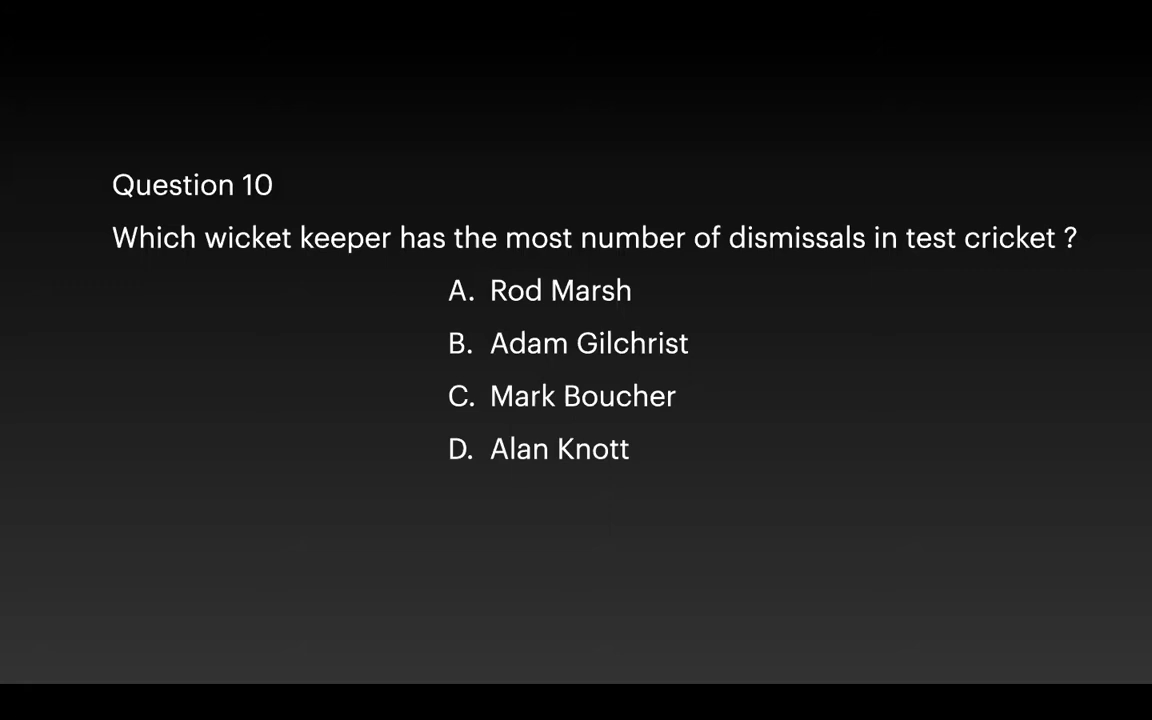 Question 10
Which wicket keeper has the most number of dismissals in test cricket ?
A. Rod Marsh
B. Adam Gilchrist
C. Mark Boucher
D. Alan Knott